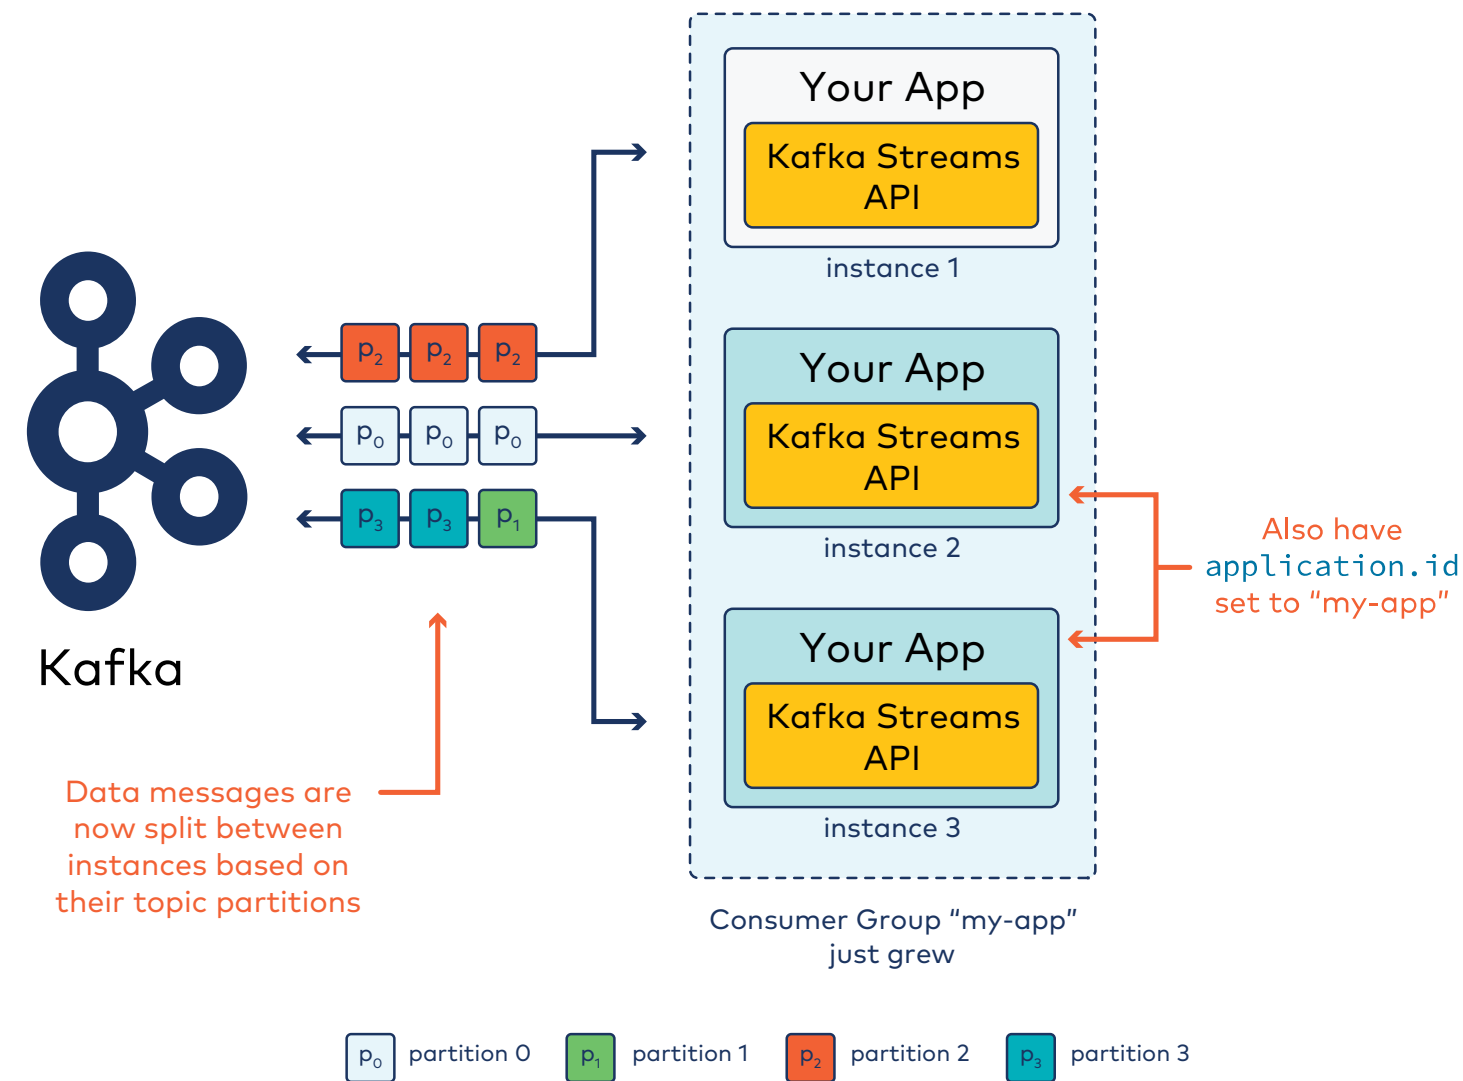 Your App
Kafka Streams
API
instance 1
p2 p2 p2
p0 p0 p0
p3 p3 p1
Your App
Kafka Streams
API
instance 2
Also have
application.id
set to “my-app”
Kafka
Your App
Kafka Streams
API
instance 3
Data messages are
now split between
instances based on
their topic partitions
Consumer Group “my-app”
just grew
p0 partition 0 p1 partition 1 p2 partition 2 p3 partition 3